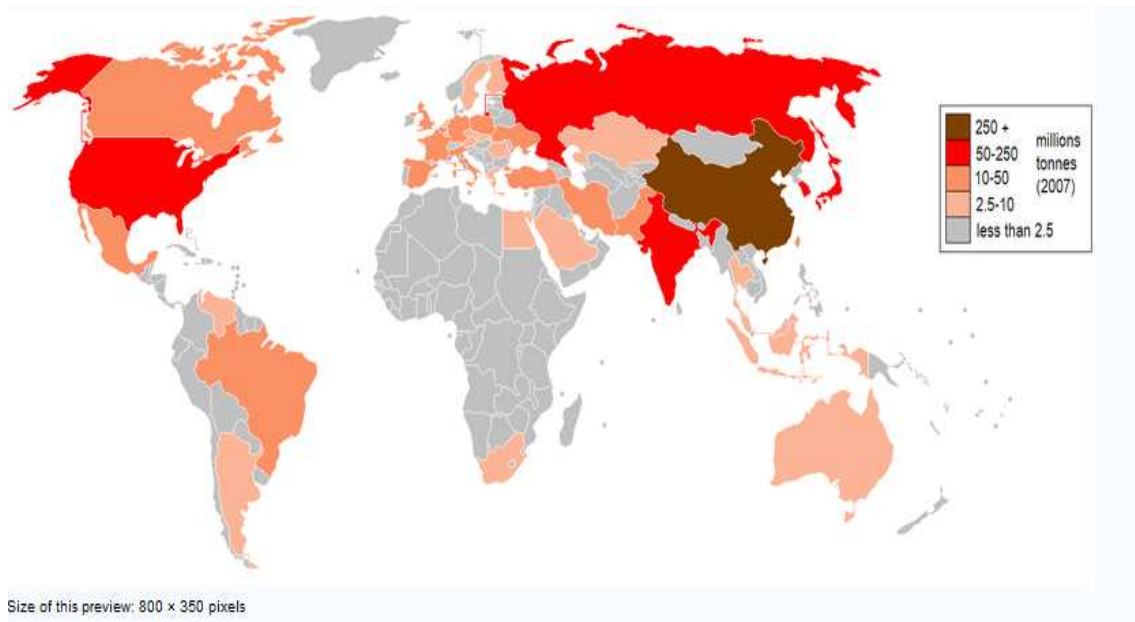 250 +
50-250
10-50
2.5-10
less than 2.5
millions
tonnes
(2007)
Size of this preview: 800 × 350 pixels